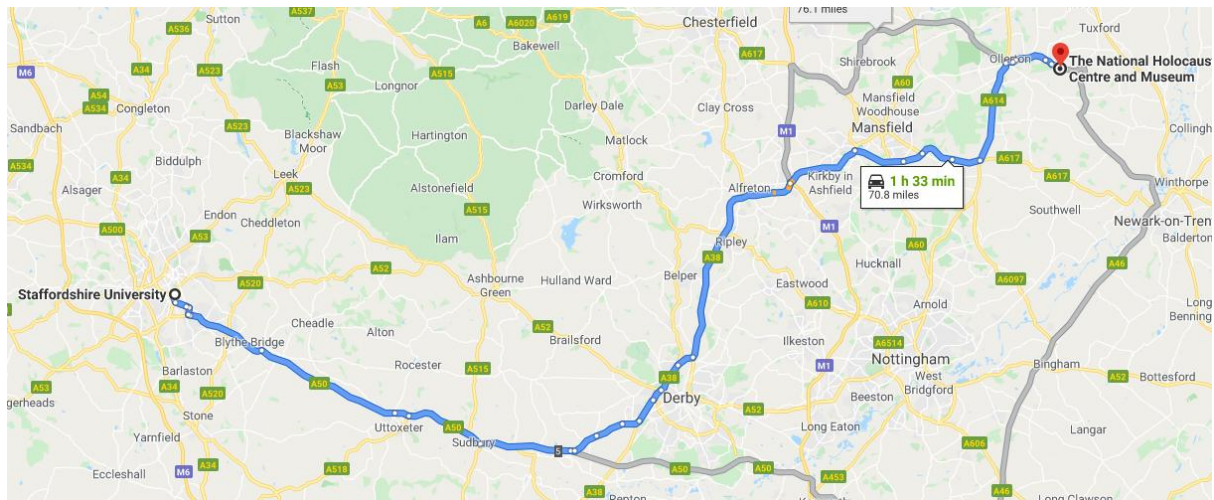 76.1 miles
Sutton
A536
A34
A523
M6
A54
A534
Congleton
Sandbach
Biddulph
A534
A34
Alsager
A500
A53
Endon
Cheddleton
Leek
A523
A523
Flash
A53
Longnor
Blackshaw
Moor
A515
A6
A6020
A619
Bakewell
Hartington
Alstonefield
A515
Ilam
Darley Dale
Matlock
Cromford
Wirksworth
Chesterfield
A617
Clay Cross
M1
Shirebrook
A60
Mansfield
Woodhouse
Mansfield
Ollerton
Tuxford
The National Holocaust
Centre and Museum
A614
A617
A617
Collingh
Winthorpe
Southwell
Newark-on-Tren
Balderton
A46
Alfreton
Kirkby in
Ashfield
1 h 33 min
70.8 miles
Ripley
A38
M1
A60
Hucknall
A6097
Belper
Eastwood
A610
Arnold
Long
Benning
Staffordshire University
A520
A52
Ashbourne
Green
Hulland Ward
A52
Brailsford
Ilkeston
A6514
Nottingham
West
Bridgford
Bingham
A52
Bottesford
M1
Cheadle
Alton
Blythe Bridge
Barlaston
A34
A520
Stone
A53
gerheads
Yarnfield
Eccleshall
M6
A34
A50
Rocester
A515
Uttoxeter
A50
Sudbury
A518
5
A38
Derby
A52
Beeston
Long Eaton
A453
A606
Langar
A50
A50
A38
Repton
A46
Long Clawson